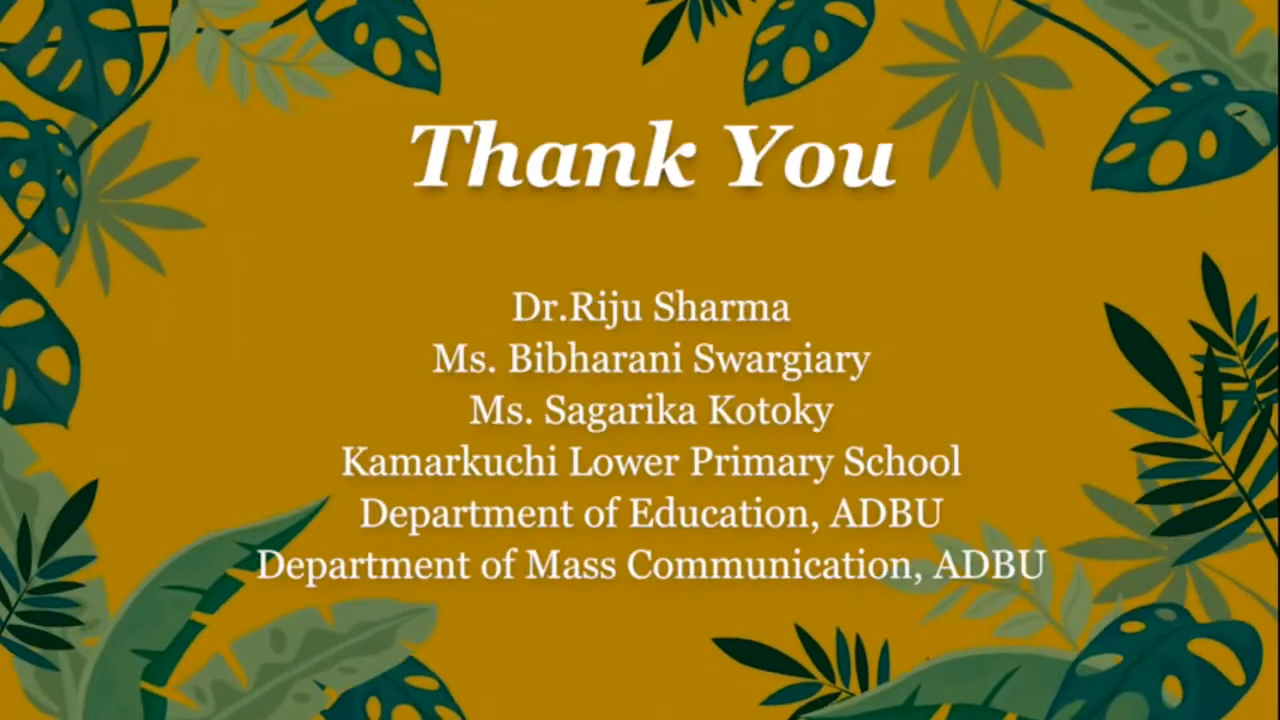 Thank You
Dr.Riju Sharma
Ms. Bibharani Swargiary
Ms. Sagarika Kotoky
Kamarkuchi Lower Primary School
Department of Education, ADBU
Department of Mass Communication, ADBU